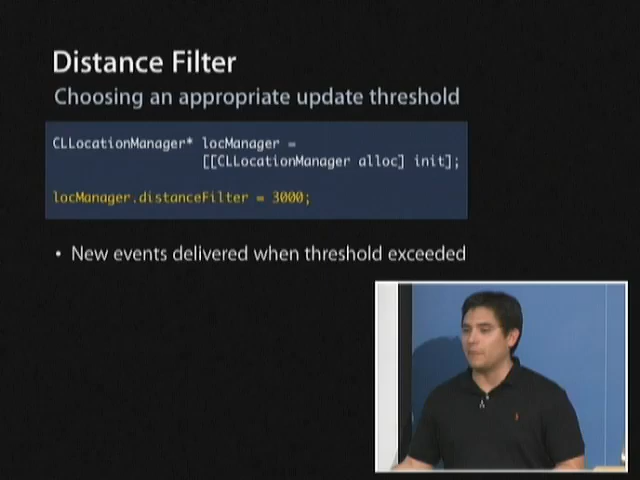 Distance Filter
Choosing an appropriate update threshold
CLLocationManager* locManager =
[[CLLocationManager alloc] init];
locManager.distanceFilter = 3000;
• New events delivered when threshold exceeded